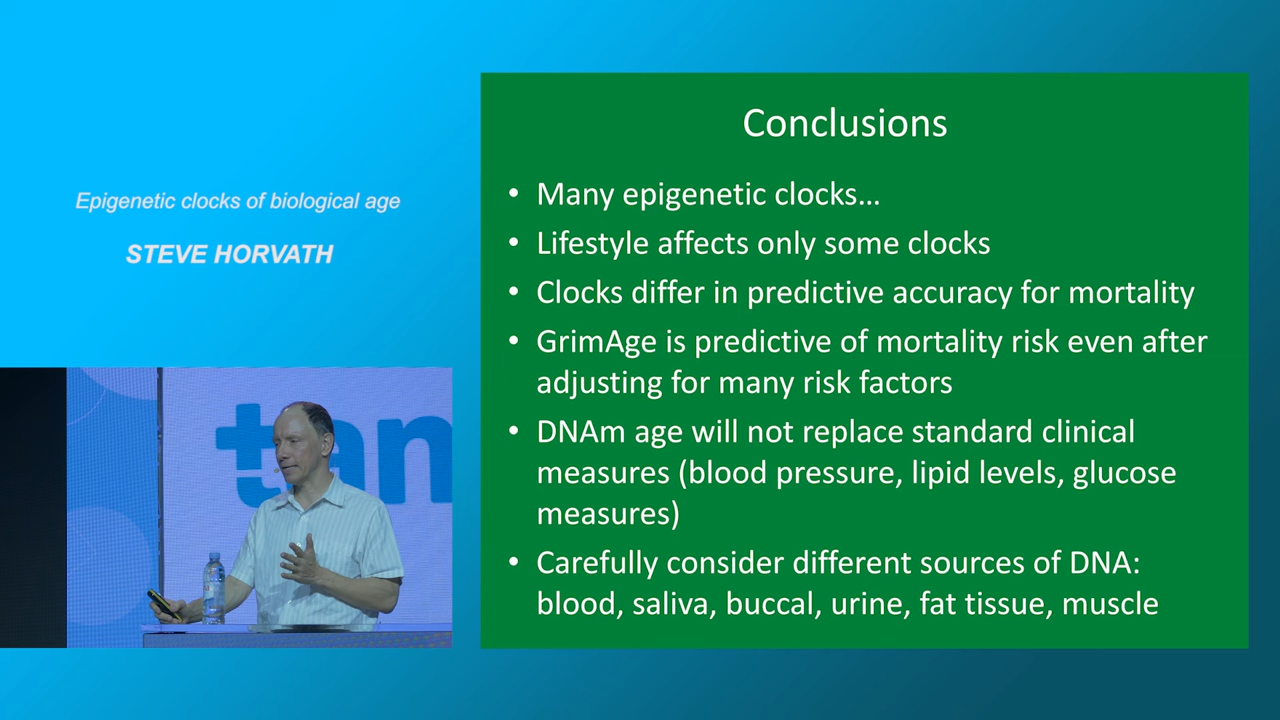 Epigenetic clocks of biological age
STEVE HORVATH
Conclusions
• Many epigenetic clocks...
• Lifestyle affects only some clocks
• Clocks differ in predictive accuracy for mortality
• GrimAge is predictive of mortality risk even after
adjusting for many risk factors
• DNAm age will not replace standard clinical
measures (blood pressure, lipid levels, glucose
measures)
• Carefully consider different sources of DNA:
blood, saliva, buccal, urine, fat tissue, muscle